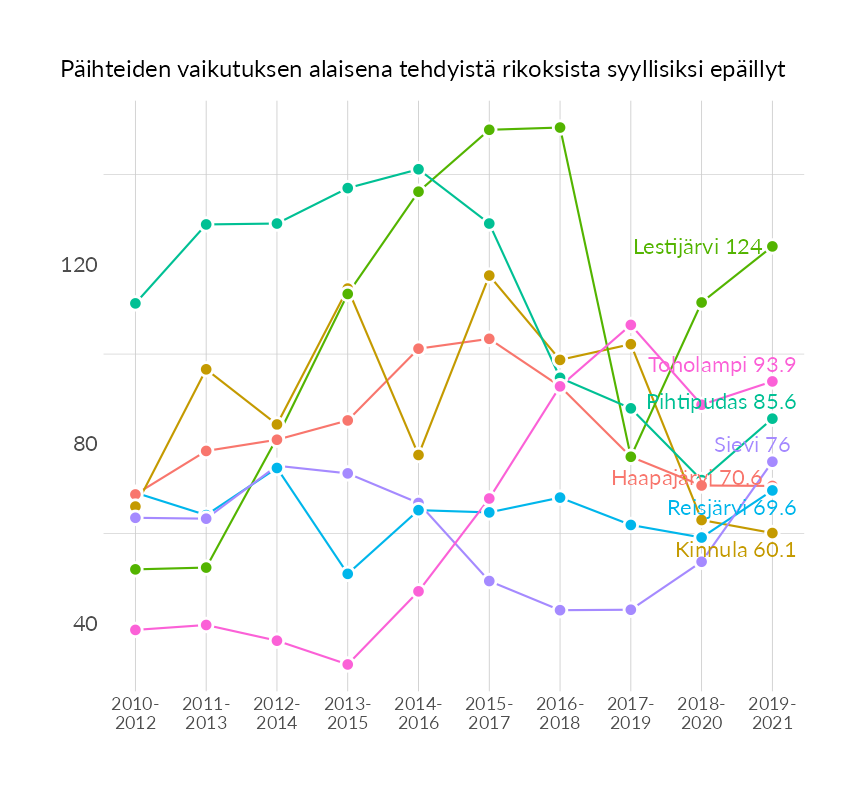 Päihteiden vaikutuksen alaisena tehdyistä rikoksista syyllisiksi epäillyt
120
80
40
Lestijärvi 124
Toholampi 93.9
Pihtipudas 85.6
Sievi 76
Haapajärvi 70.6
Reisjärvi 69.6
Kinnula 60.1
2010-
2012
2011-
2013
2012-
2014
2013-
2015
2014-
2016
2015-
2017
2016-
2018
2017-
2019
2018-
2020
2019-
2021